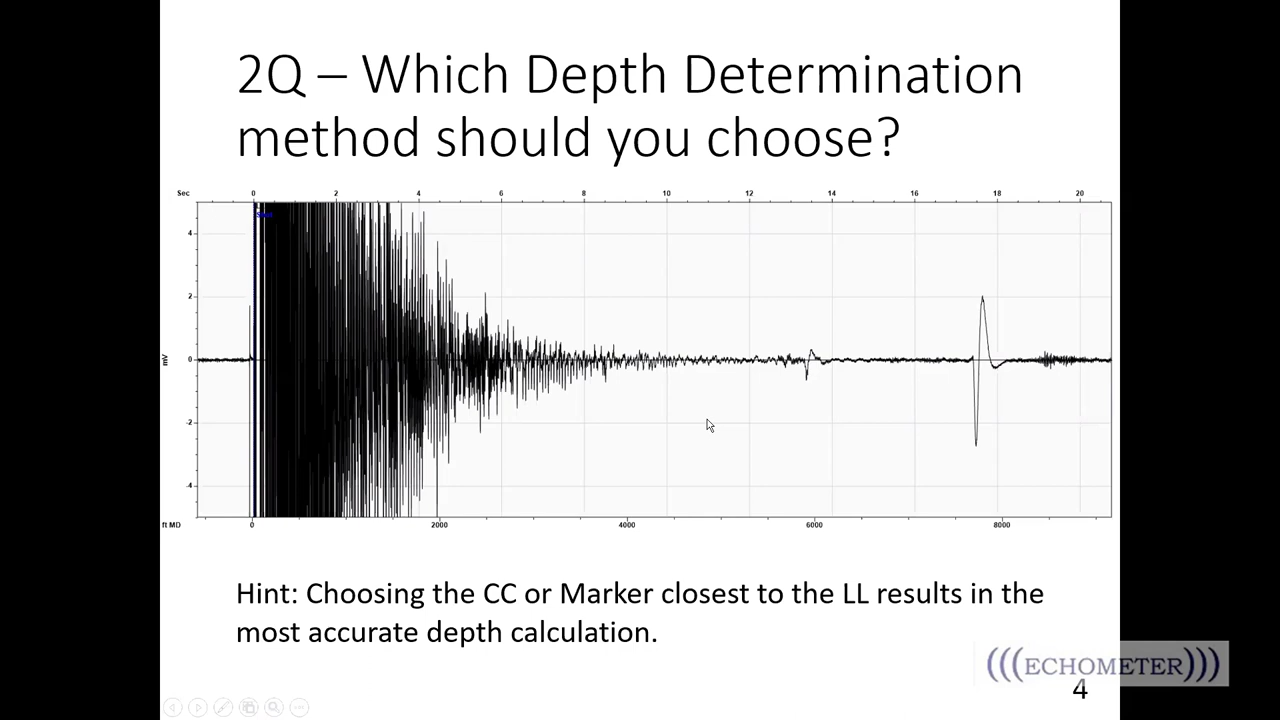 2Q – Which Depth Determination
method should you choose?
Sec 0 2 4 6 8 10 12 14 16 18 20
4
2
mV 0
-2
-4
ft MD 0 2000 4000 6000 8000
Hint: Choosing the CC or Marker closest to the LL results in the
most accurate depth calculation.
(((ECHOMETER)))
4